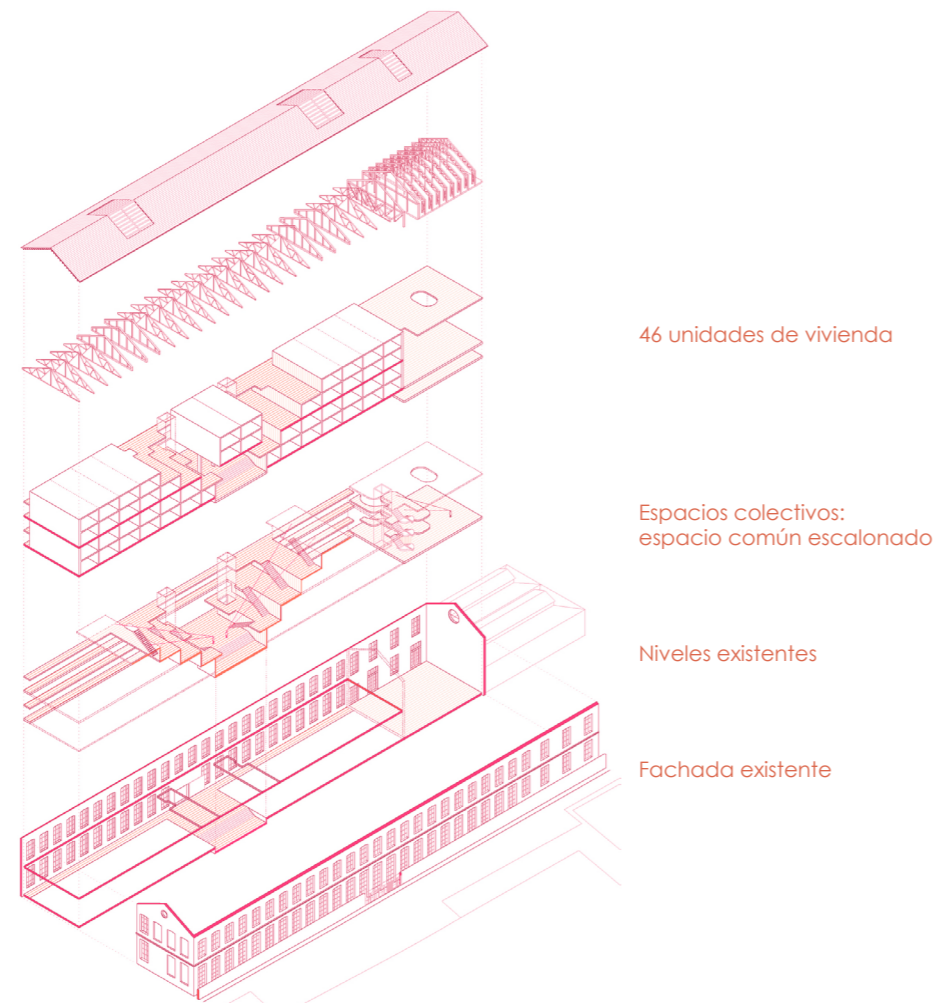 46 unidades de vivienda
Espacios colectivos:
espacio común escalonado
Niveles existentes
Fachada existente